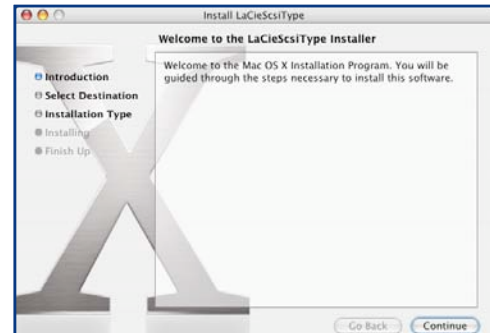 Install LaCieScsiType
Welcome to the LaCieScsiType Installer
Introduction
Select Destination
Installation Type
Installing
Finish Up
Welcome to the Mac OS X Installation Program. You will be
guided through the steps necessary to install this software.
Go Back
Continue